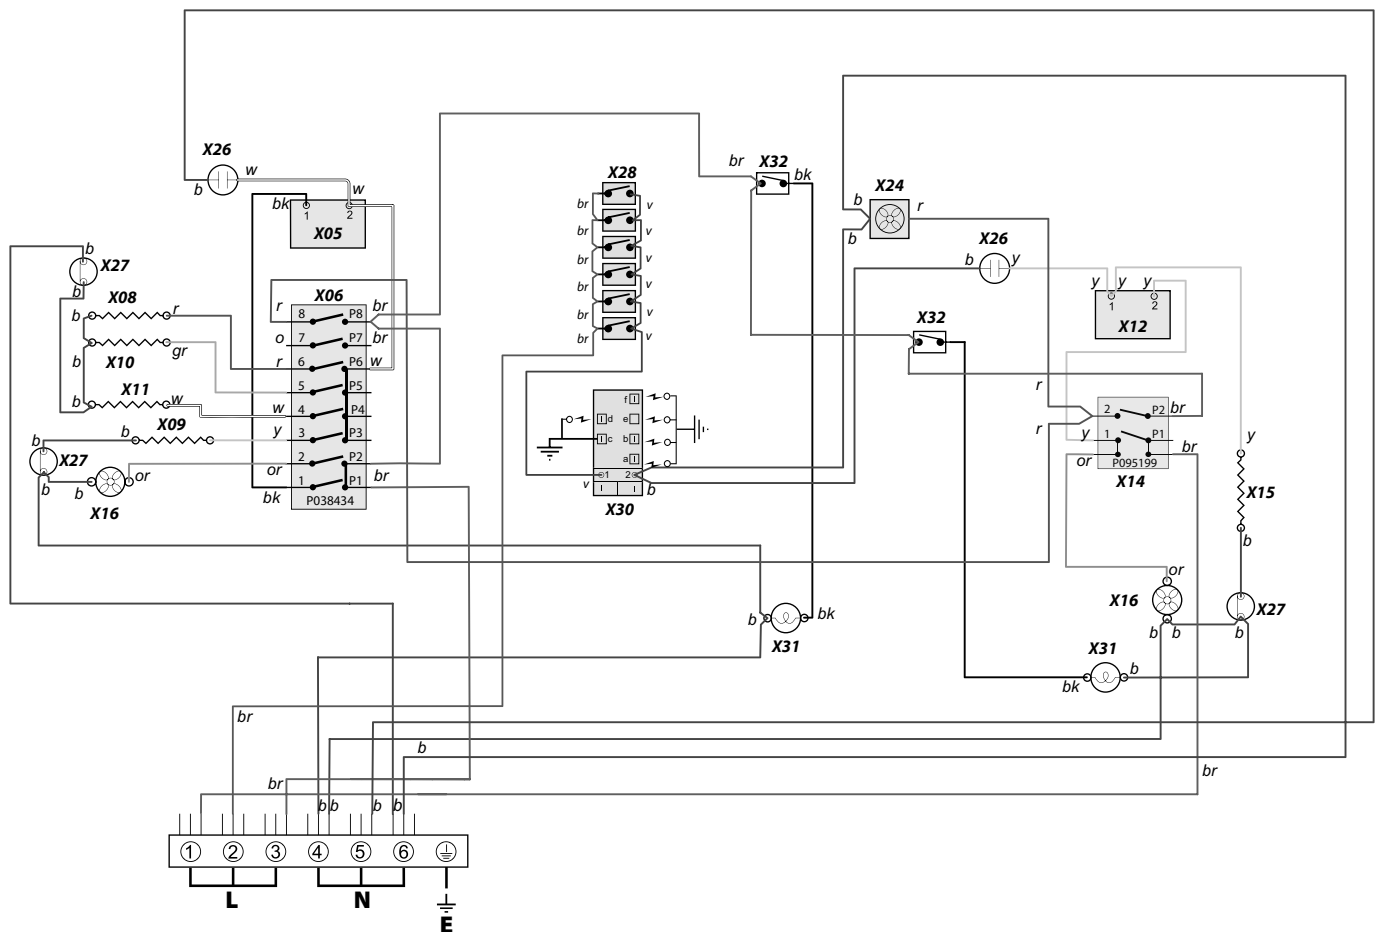 X26
w
b
w
bk
1
2
X05
b
X27
b
X08
b
r
X10
gr
b
X11
b
w
X09
b
b
X27
b
b
or
X16
X06
r
8
P8
br
o
7
P7
br
r
6
P6
w
5
P5
w
4
P4
y
3
P3
or
2
P2
br
bk
1
P1
P038434
X28
br
v
br
v
br
v
br
v
br
v
br
v
f
d
e
c
b
a
1
2
v
b
X30
br
X32
bk
X24
b
r
b
X26
b
y
y
y
y
1
2
X12
X32
r
r
2
P2
br
y
1
P1
or
br
P095199
X14
y
X15
b
or
X16
X27
b
b
b
X31
bk
b
b
bk
X31
br
b
br
br
b
b
b
b
1
2
3
4
5
6
L
N
E